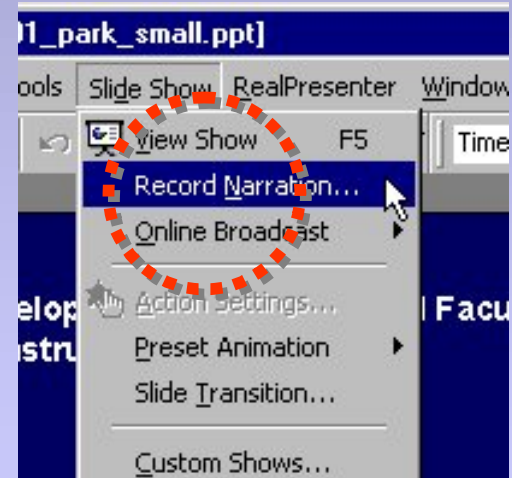 01_park_small.ppt]
ools Slide Show RealPresenter Window
View Show F5 Time
Record Narration...
Online Broadcast
Action Settings...
elop Facu
stru Preset Animation
Slide Transition...
Custom Shows...